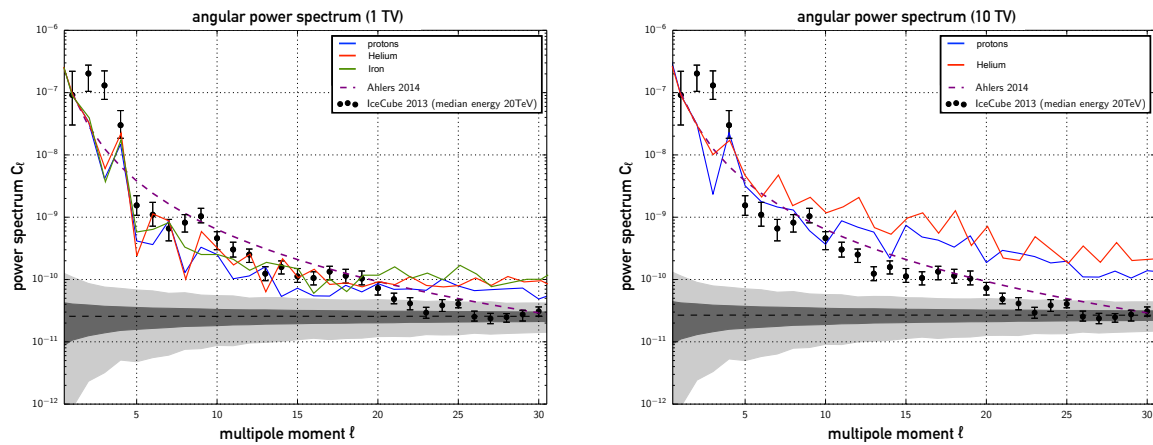 angular power spectrum (1 TV)
power spectrum Cℓ
10⁻⁶
10⁻⁷
10⁻⁸
10⁻⁹
10⁻¹⁰
10⁻¹¹
10⁻¹²
protons
Helium
Iron
Ahlers 2014
IceCube 2013 (median energy 20TeV)
5 10 15 20 25 30
multipole moment ℓ
angular power spectrum (10 TV)
power spectrum Cℓ
10⁻⁶
10⁻⁷
10⁻⁸
10⁻⁹
10⁻¹⁰
10⁻¹¹
10⁻¹²
protons
Helium
Ahlers 2014
IceCube 2013 (median energy 20TeV)
5 10 15 20 25 30
multipole moment ℓ